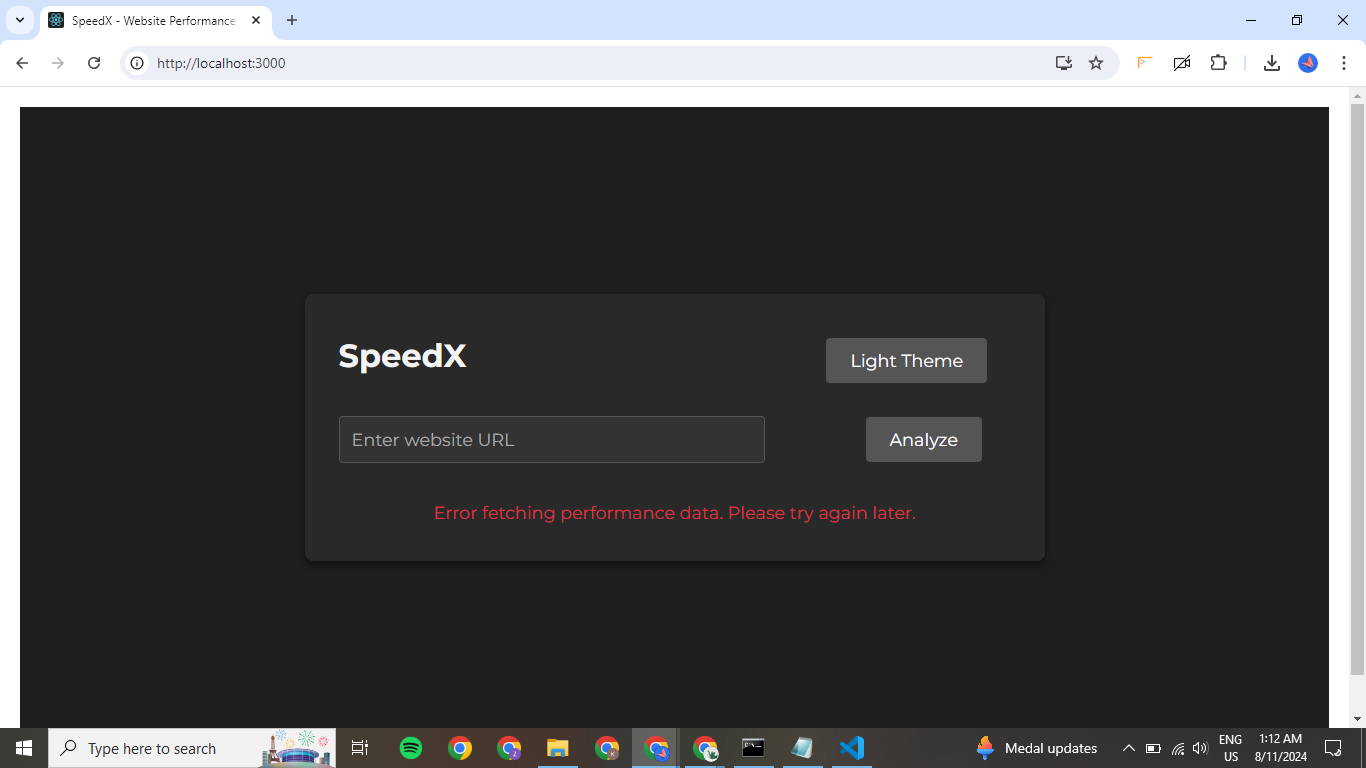 SpeedX - Website Performance
http://localhost:3000
SpeedX
Light Theme
Enter website URL
Analyze
Error fetching performance data. Please try again later.
Type here to search
Medal updates
ENG
US
1:12 AM
8/11/2024